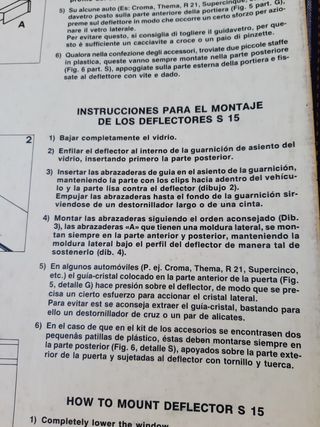 5) Su alcune auto (Es: Croma, Thema, R 21, Supercinque,
davetro posto sulla parte anteriore della portiera (Fig. 5 part. G),
preme sul deflettore in modo che occorre un certo sforzo per azio-
nare il vetro laterale.
Per evitare questo, si consiglia di togliere il guidavetro, per que-
sto è sufficiente un cacciavite a croce o un paio di pinzette.
6) Qualora nella confezione degli accessori, troviate due piccole staffe
in plastica, queste vanno sempre montate nella parte posteriore
(Fig. 6 part. S), appoggiate sulla parte esterna della portiera e fis-
sate al deflettore con vite e dado.
A
INSTRUCCIONES PARA EL MONTAJE
DE LOS DEFLECTORES S 15
2
1) Bajar completamente el vidrio.
2) Enfilar el deflector al interno de la guarnición de asiento del
vidrio, insertando primero la parte posterior.
3) Insertar las abrazaderas de guía en el asiento de la guarnición,
manteniendo la parte con los clips hacia adentro del vehícu-
lo y la parte lisa contra el deflector (dibujo 2).
Empujar las abrazaderas hasta el fondo de la guarnición sir-
viendose de un destornillador largo o de una cinta.
4) Montar las abrazaderas siguiendo el orden aconsejado (Dib.
3), las abrazaderas «A» que tienen una moldura lateral, se mon-
tan siempre en la parte anterior y posterior, manteniendo la
moldura lateral bajo el perfil del deflector de manera tal de
sostenerlo (dib. 4).
5) En algunos automóviles (P. ej. Croma, Thema, R 21, Supercinco,
etc.) el guía-cristal colocado en la parte anterior de la puerta (Fig.
5, detalle G) hace presión sobre el deflector, de modo que se pre-
cisa un cierto esfuerzo para accionar el cristal lateral.
Para evitar eso se aconseja extraer el guía-cristal, bastando para
ello un destornillador de cruz o un par de alicates.
6) En el caso de que en el kit de los accesorios se encontrasen dos
pequeñas patillas de plástico, éstas deben montarse siempre en
la parte posterior (Fig. 6, detalle S), apoyados sobre la parte exte-
rior de la puerta y sujetadas al deflector con tornillo y tuerca.
HOW TO MOUNT DEFLECTOR S 15
1) Completely lower the window.